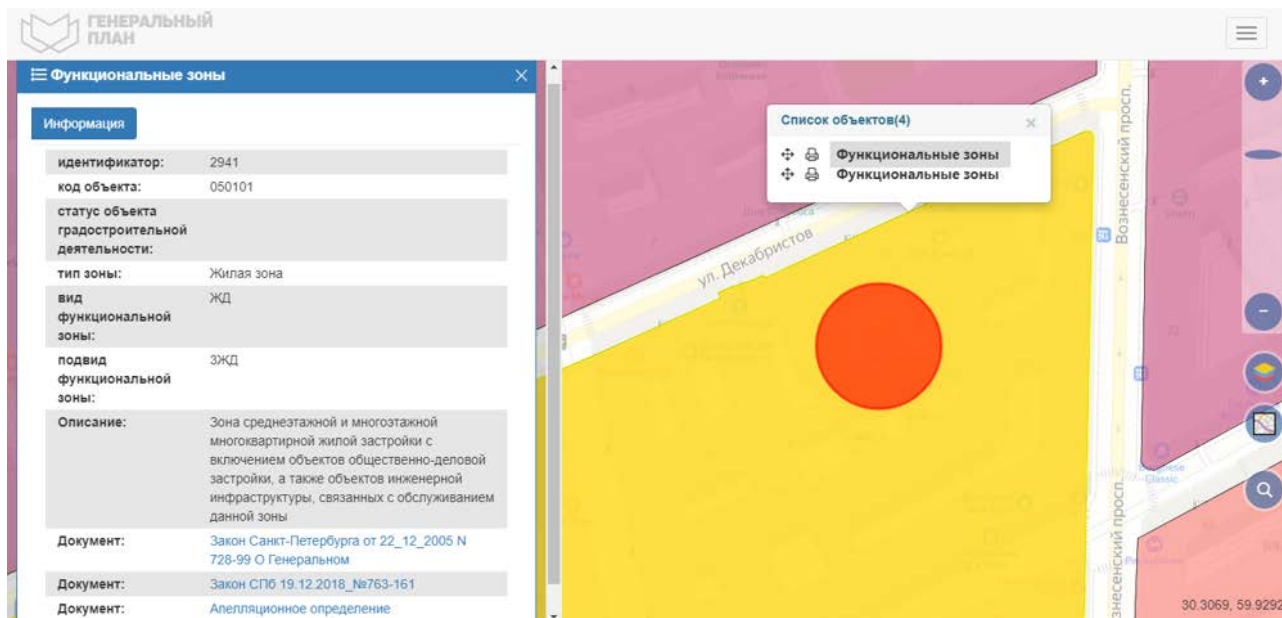 ГЕНЕРАЛЬНЫЙ
ПЛАН
Функциональные зоны
Информация
идентификатор: 2941
код объекта: 050101
статус объекта
градостроительной
деятельности:
тип зоны: Жилая зона
вид ЖД
функциональной
зоны:
подвид 3ЖД
функциональной
зоны:
Описание: Зона среднеэтажной и многоэтажной
многоквартирной жилой застройки с
включением объектов общественно-деловой
застройки, а также объектов инженерной
инфраструктуры, связанных с обслуживанием
данной зоны
Документ: Закон Санкт-Петербурга от 22_12_2005 N
728-99 О Генеральном
Документ: Закон СПб 19.12.2018_№763-161
Документ: Апелляционное определение
Список объектов(4)
Функциональные зоны
Функциональные зоны
ул. Декабристов
Вознесенский просп.
знесенский просп.
Classic
30.3069, 59.9292